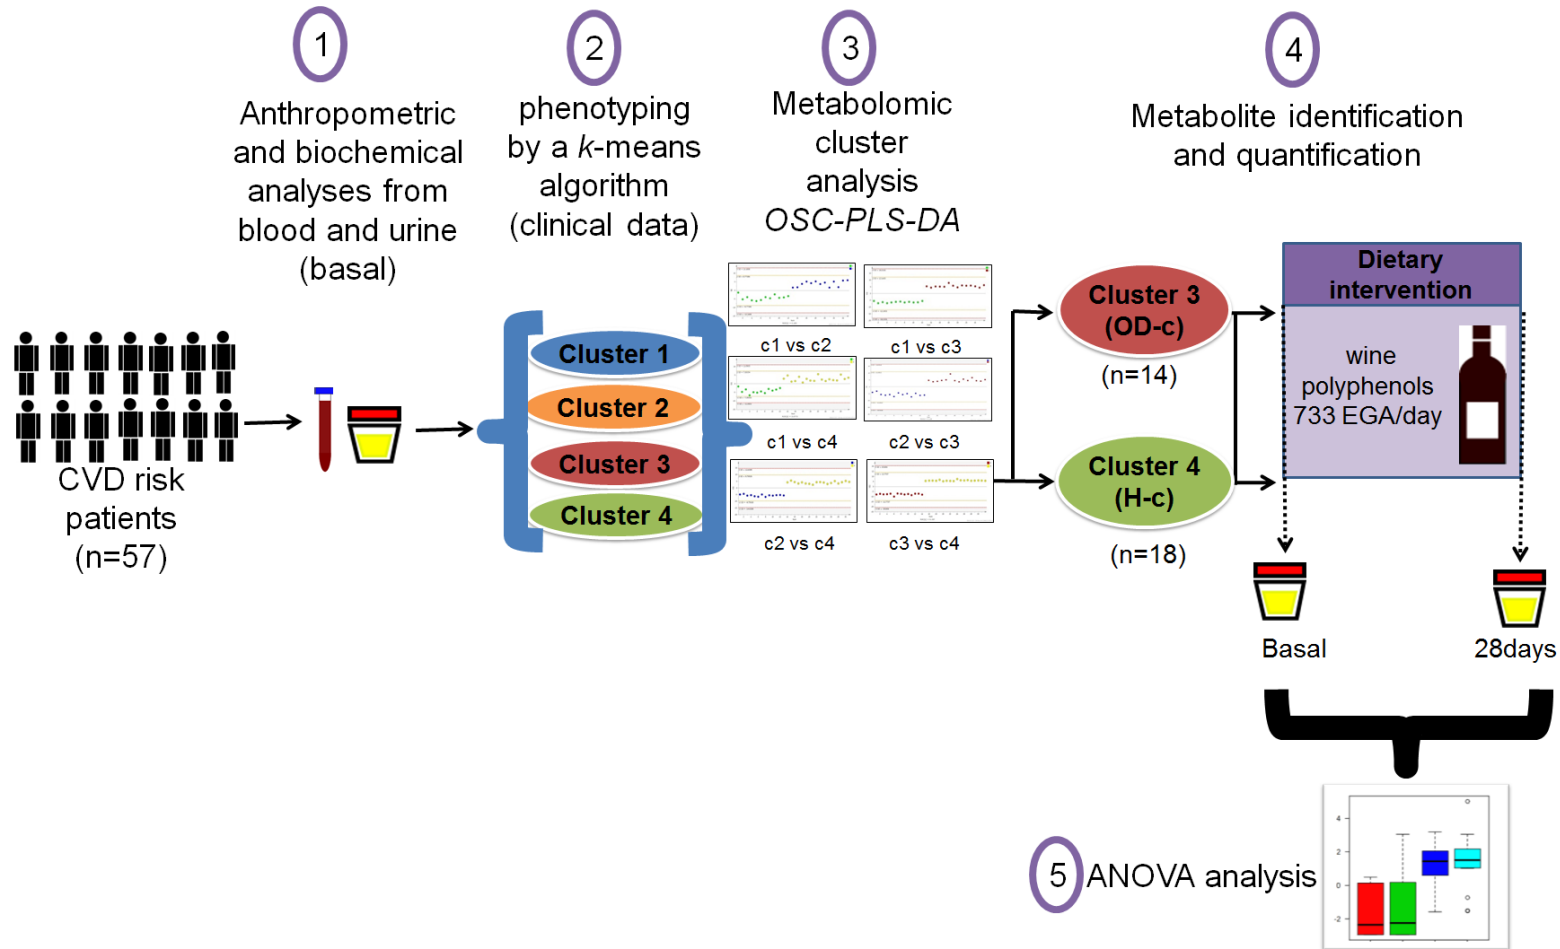 1
Anthropometric
and biochemical
analyses from
blood and urine
(basal)
2
phenotyping
by a k-means
algorithm
(clinical data)
3
Metabolomic
cluster
analysis
OSC-PLS-DA
4
Metabolite identification
and quantification
CVD risk
patients
(n=57)
Cluster 1
Cluster 2
Cluster 3
Cluster 4
c1 vs c2
c1 vs c3
c1 vs c4
c2 vs c3
c2 vs c4
c3 vs c4
Cluster 3
(OD-c)
(n=14)
Cluster 4
(H-c)
(n=18)
Dietary
intervention
wine
polyphenols
733 EGA/day
Basal
28days
5
ANOVA analysis
4
2
0
-2